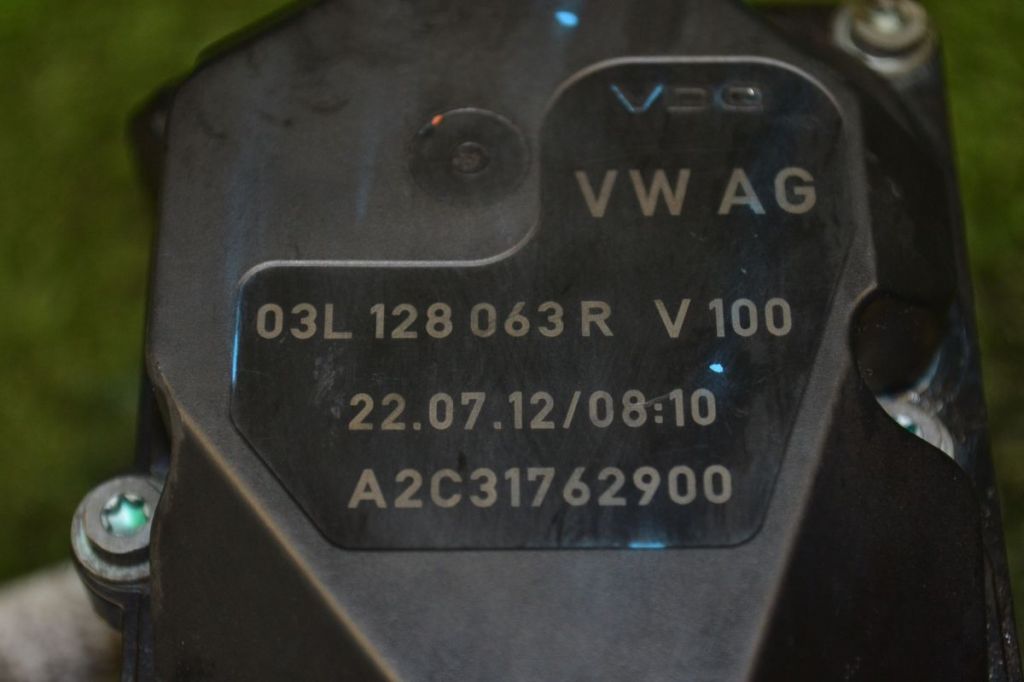 VDO
VW AG
03L 128 063 R V 100
22.07.12/08:10
A2C31762900